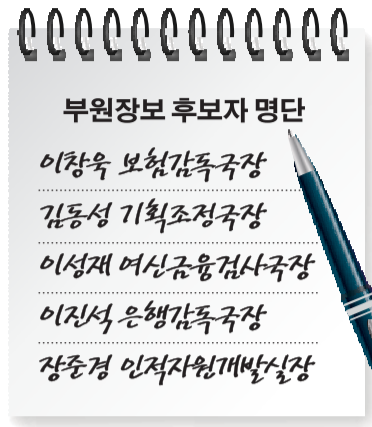 부원장보 후보자 명단
이창욱 보험감독국장
김동성 기획조정국장
이성재 여신금융검사국장
이진석 은행감독국장
장준경 인적자원개발실장